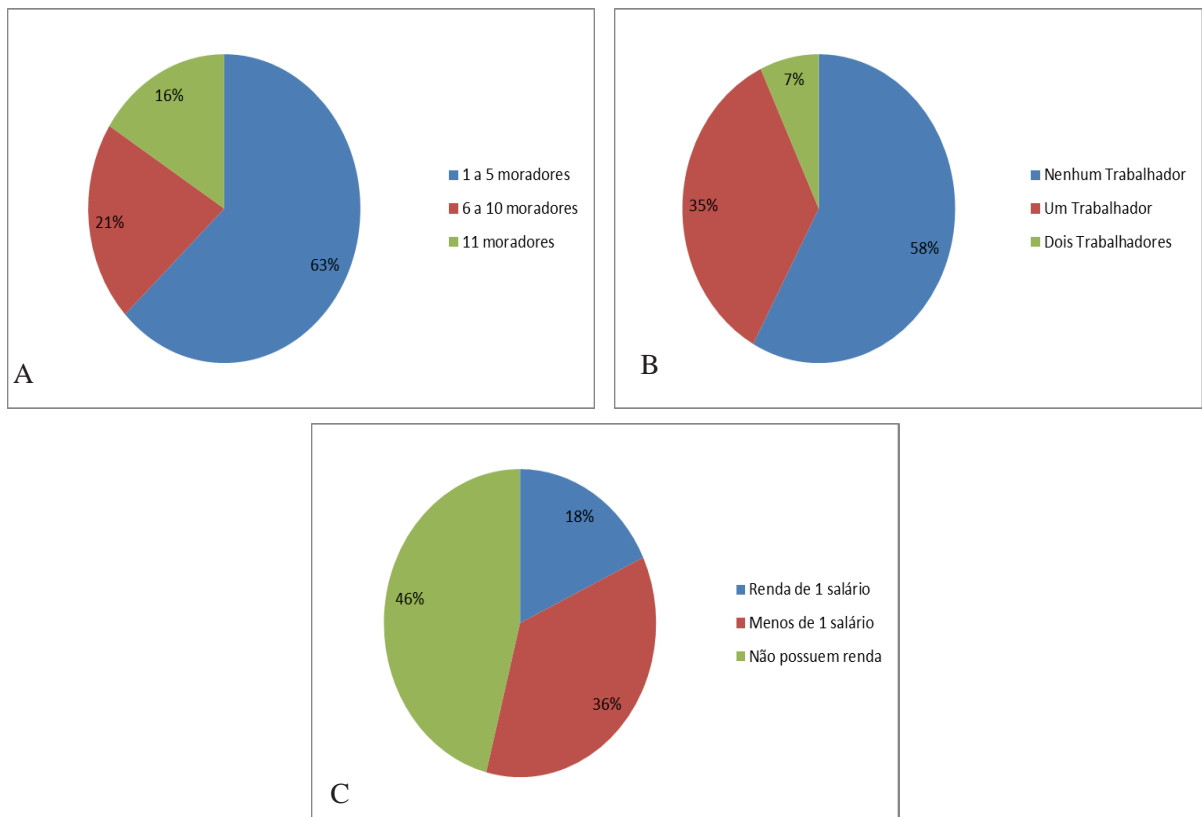 16%
21%
63%
1 a 5 moradores
6 a 10 moradores
11 moradores
A
7%
35%
58%
Nenhum Trabalhador
Um Trabalhador
Dois Trabalhadores
B
18%
46%
36%
Renda de 1 salário
Menos de 1 salário
Não possuem renda
C